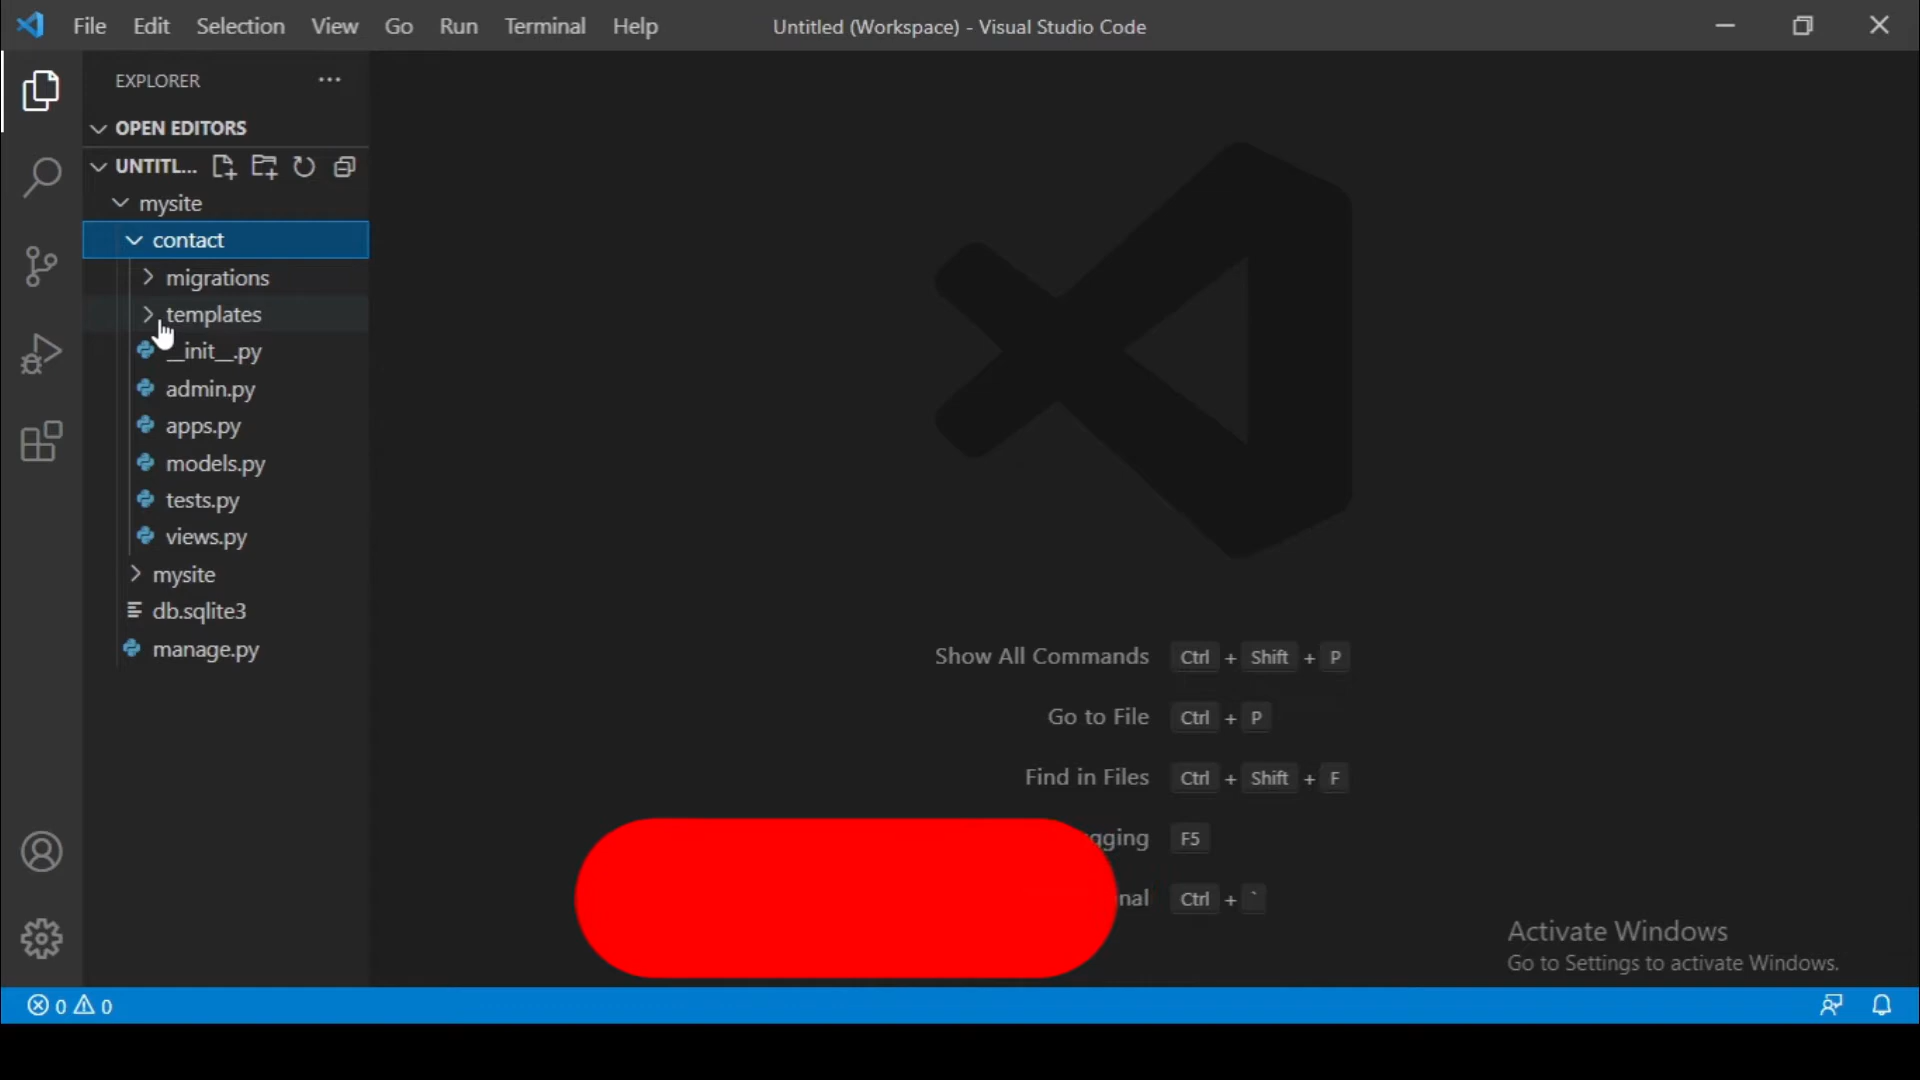 File Edit Selection View Go Run Terminal Help
Untitled (Workspace) - Visual Studio Code
EXPLORER
OPEN EDITORS
UNTITL...
mysite
contact
migrations
templates
__init__.py
admin.py
apps.py
models.py
tests.py
views.py
mysite
db.sqlite3
manage.py
Show All Commands Ctrl + Shift + P
Go to File Ctrl + P
Find in Files Ctrl + Shift + F
gging F5
nal Ctrl + `
Activate Windows
Go to Settings to activate Windows.
0 0